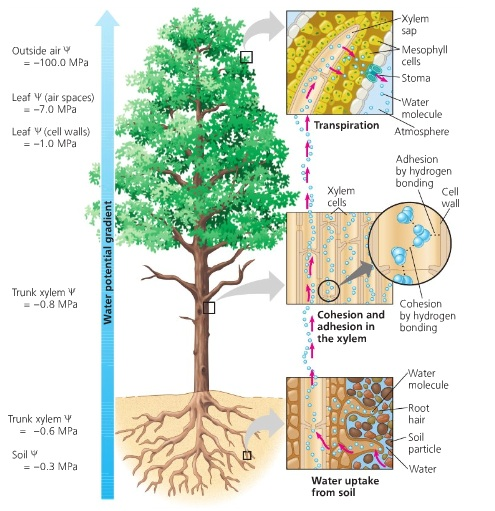 Outside air Ψ
= –100.0 MPa
Leaf Ψ (air spaces)
= –7.0 MPa
Leaf Ψ (cell walls)
= –1.0 MPa
Trunk xylem Ψ
= –0.8 MPa
Trunk xylem Ψ
= –0.6 MPa
Soil Ψ
= –0.3 MPa
Water potential gradient
Xylem
sap
Mesophyll
cells
Stoma
Water
molecule
Atmosphere
Transpiration
Adhesion
by hydrogen
bonding
Cell
wall
Xylem
cells
Cohesion
by hydrogen
bonding
Cohesion and
adhesion in
the xylem
Water
molecule
Root
hair
Soil
particle
Water
Water uptake
from soil